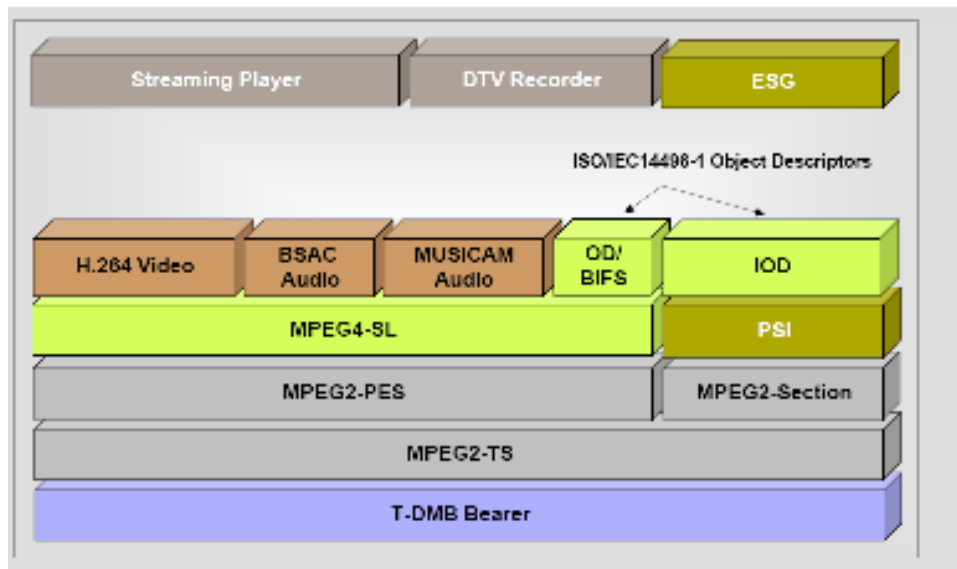 Streaming Player
DTV Recorder
ESG
ISO/IEC14496-1 Object Descriptors
H.264 Video
BSAC
Audio
MUSICAM
Audio
OD/
BIFS
IOD
MPEG4-SL
PSI
MPEG2-PES
MPEG2-Section
MPEG2-TS
T-DMB Bearer